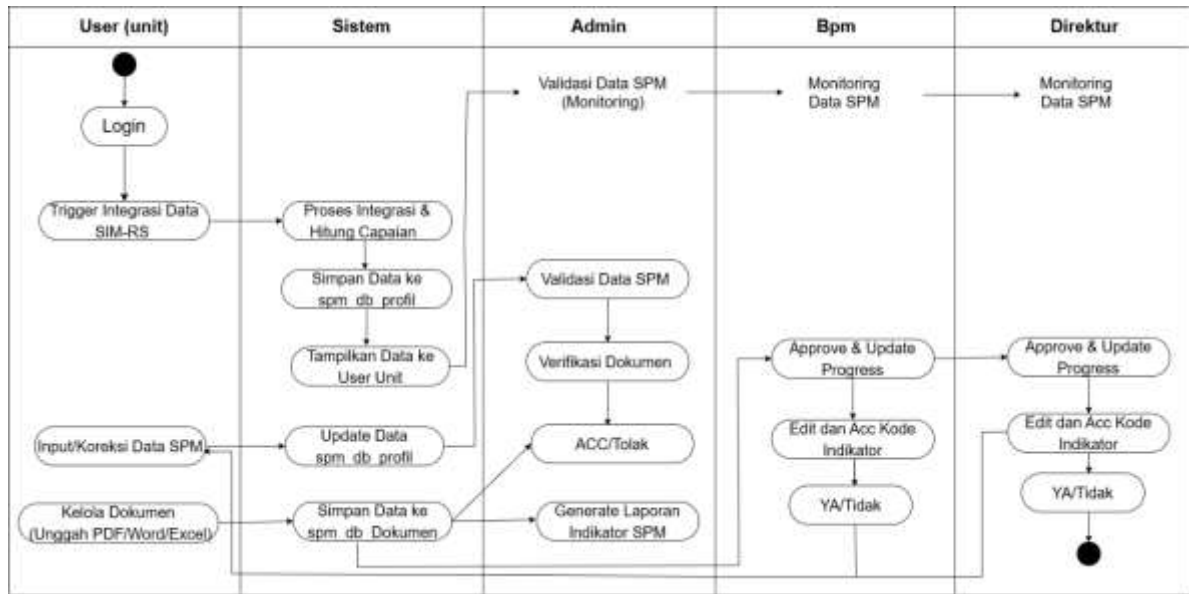 User (unit)
Sistem
Admin
Bpm
Direktur
Validasi Data SPM
(Monitoring)
Monitoring
Data SPM
Monitoring
Data SPM
Login
Trigger Integrasi Data
SIM-RS
Proses Integrasi &
Hitung Capaian
Simpan Data ke
spm_db_profil
Validasi Data SPM
Tampilkan Data ke
User Unit
Verifikasi Dokumen
Approve & Update
Progress
Approve & Update
Progress
Input/Koreksi Data SPM
Update Data
spm_db_profil
ACC/Tolak
Edit dan Acc Kode
Indikator
Edit dan Acc Kode
Indikator
Kelola Dokumen
(Unggah PDF/Word/Excel)
Simpan Data ke
spm_db_Dokumen
Generate Laporan
Indikator SPM
YA/Tidak
YA/Tidak